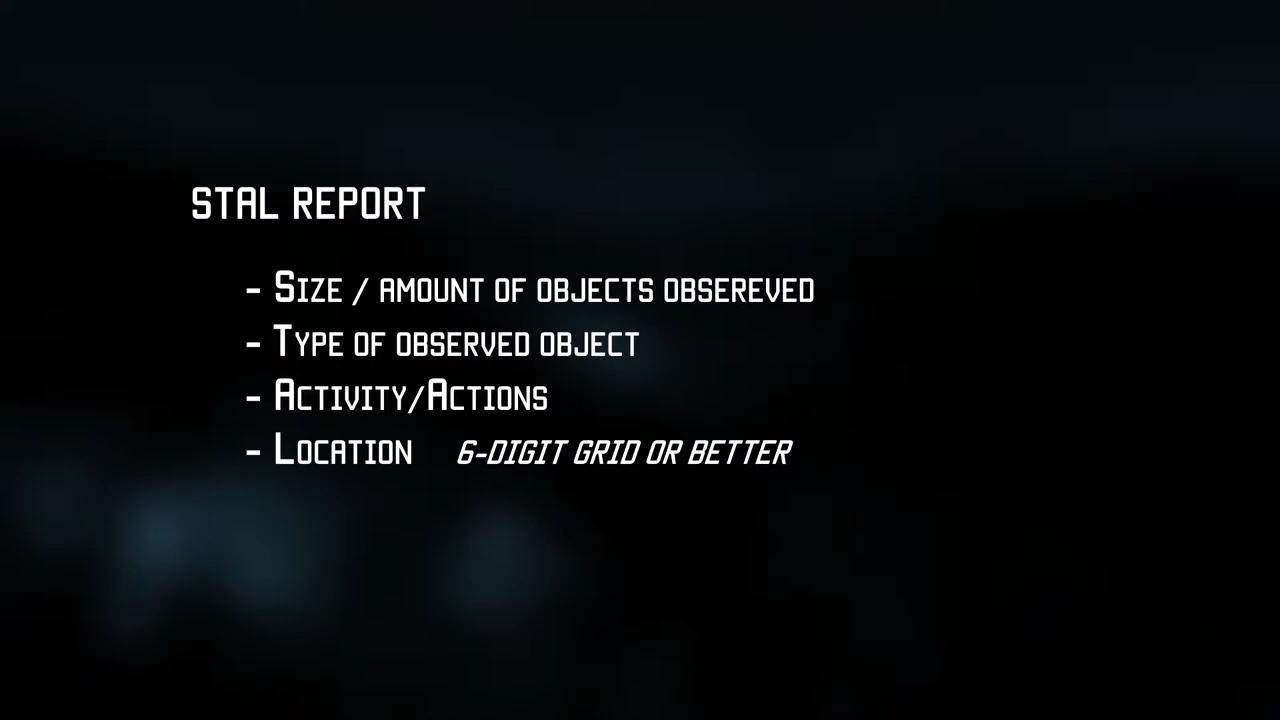 STAL REPORT
- SIZE / AMOUNT OF OBJECTS OBSEREVED
- TYPE OF OBSERVED OBJECT
- ACTIVITY/ACTIONS
- LOCATION 6-DIGIT GRID OR BETTER